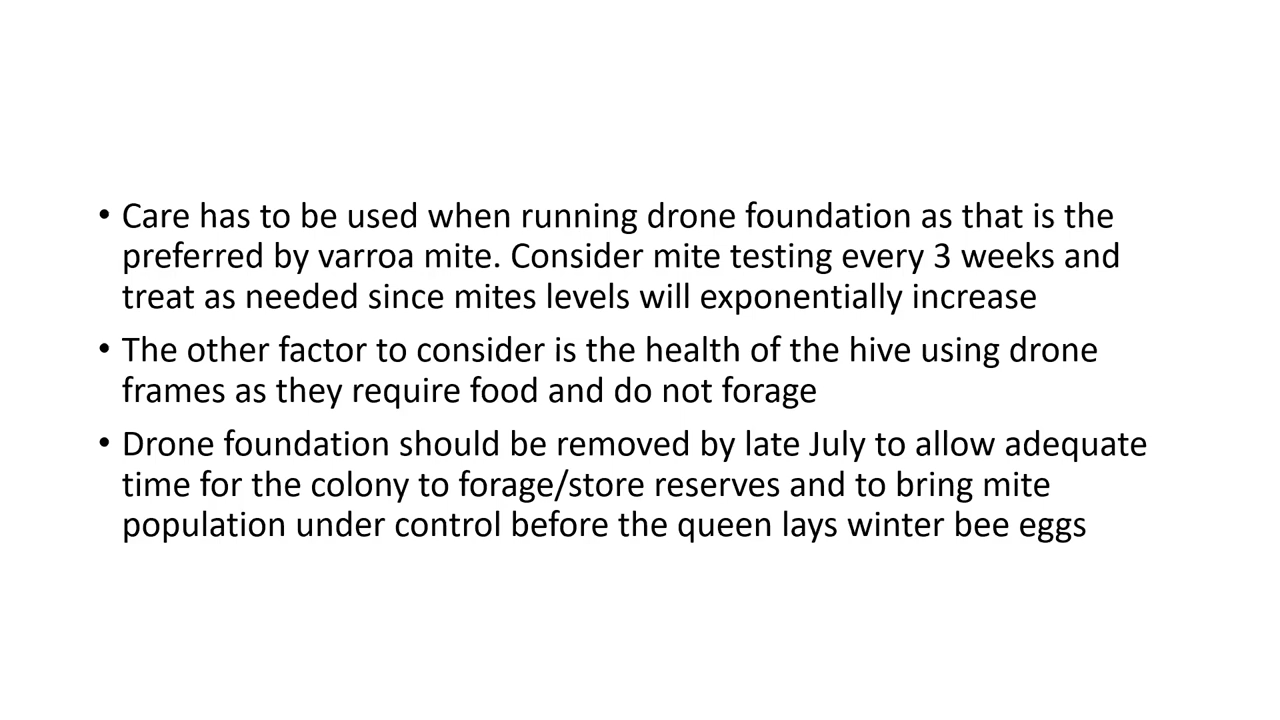 • Care has to be used when running drone foundation as that is the
preferred by varroa mite. Consider mite testing every 3 weeks and
treat as needed since mites levels will exponentially increase
• The other factor to consider is the health of the hive using drone
frames as they require food and do not forage
• Drone foundation should be removed by late July to allow adequate
time for the colony to forage/store reserves and to bring mite
population under control before the queen lays winter bee eggs